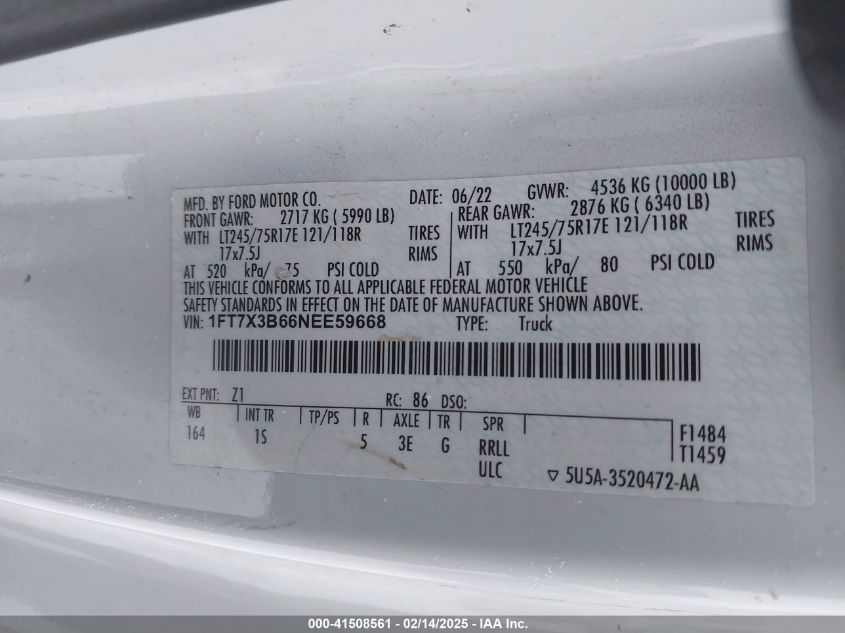 MFD. BY FORD MOTOR CO. DATE: 06/22 GVWR: 4536 KG (10000 LB)
FRONT GAWR: 2717 KG ( 5990 LB) REAR GAWR: 2876 KG ( 6340 LB)
WITH LT245/75R17E 121/118R TIRES WITH LT245/75R17E 121/118R TIRES
17x7.5J RIMS 17x7.5J RIMS
AT 520 kPa/ 75 PSI COLD AT 550 kPa/ 80 PSI COLD
THIS VEHICLE CONFORMS TO ALL APPLICABLE FEDERAL MOTOR VEHICLE
SAFETY STANDARDS IN EFFECT ON THE DATE OF MANUFACTURE SHOWN ABOVE.
VIN: 1FT7X3B66NEE59668 TYPE: Truck
EXT PNT: Z1 RC: 86 DSO:
WB INT TR TP/PS R AXLE TR SPR F1484
164 1S 5 3E G RRLL T1459
ULC ▽ 5U5A-3520472-AA
000-41508561 - 02/14/2025 - IAA Inc.